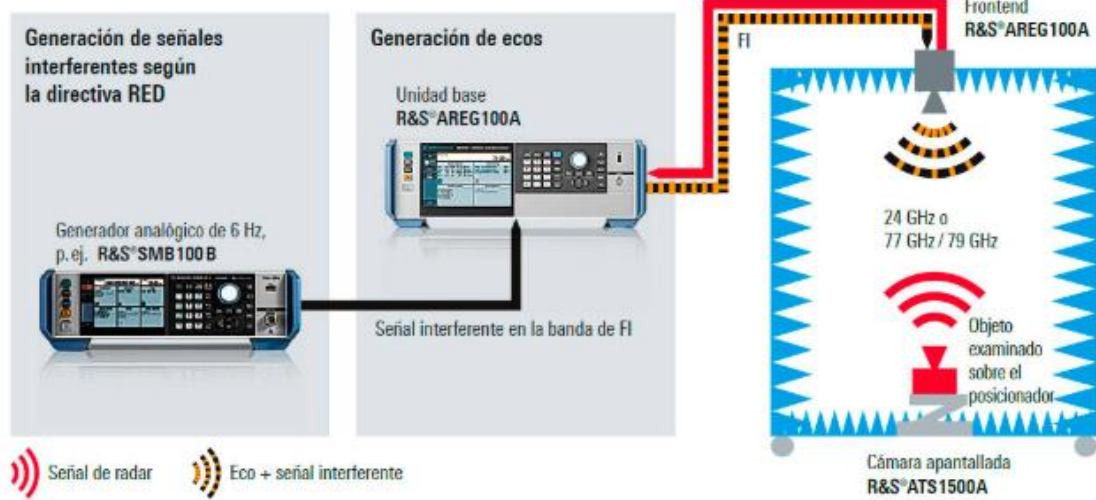 Generación de señales
interferentes según
la directiva RED
Generador analógico de 6 Hz,
p. ej. R&S®SMB100B
Generación de ecos
Unidad base
R&S®AREG100A
Señal interferente en la banda de FI
FI
Frontend
R&S®AREG100A
24 GHz o
77 GHz / 79 GHz
Objeto
examinado
sobre el
posicionador
Cámara apantallada
R&S®ATS1500A
Señal de radar
Eco + señal interferente